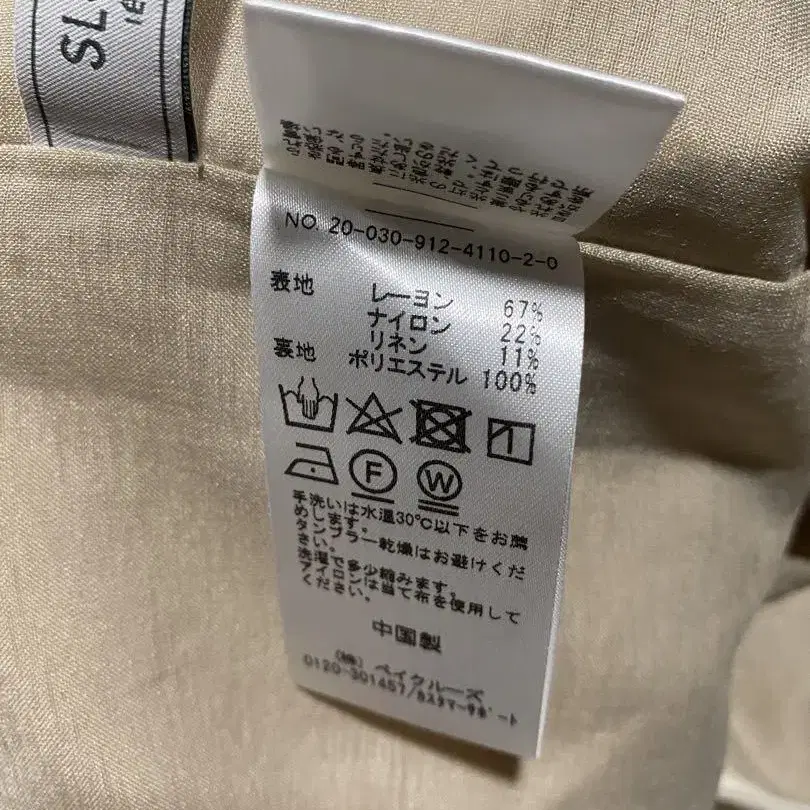 SL
IÉ
NO. 20-030-912-4110-2-0
表地 レーヨン 67%
ナイロン 22%
リネン 11%
裏地 ポリエステル 100%
F W
手洗いは水温30℃以下をお薦
めします。
タンブラー乾燥はお避けくだ
さい。
洗濯で多少縮みます。
アイロンは当て布を使用して
ください。
中国製
(株) ベイクルーズ
0120-301457/カスタマーサポート